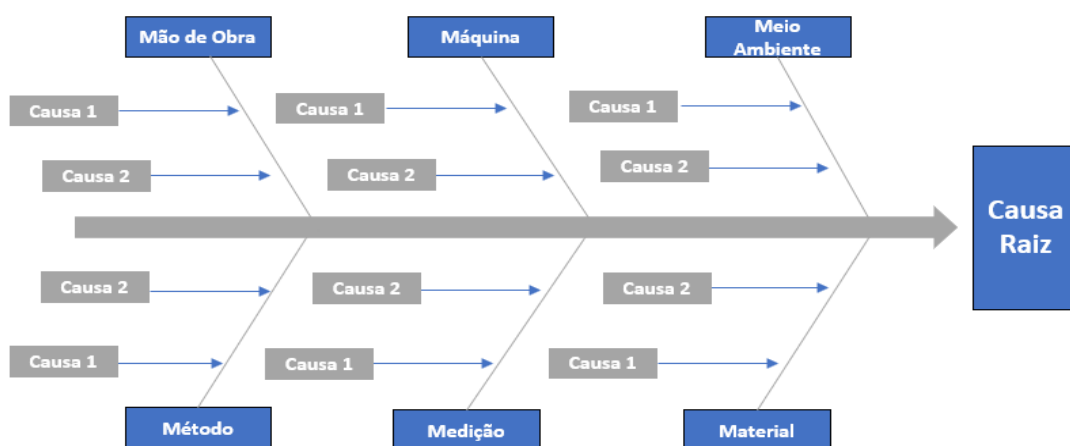 Mão de Obra
Máquina
Meio
Ambiente
Causa 1
Causa 1
Causa 1
Causa 2
Causa 2
Causa 2
Causa
Raiz
Causa 2
Causa 2
Causa 2
Causa 1
Causa 1
Causa 1
Método
Medição
Material